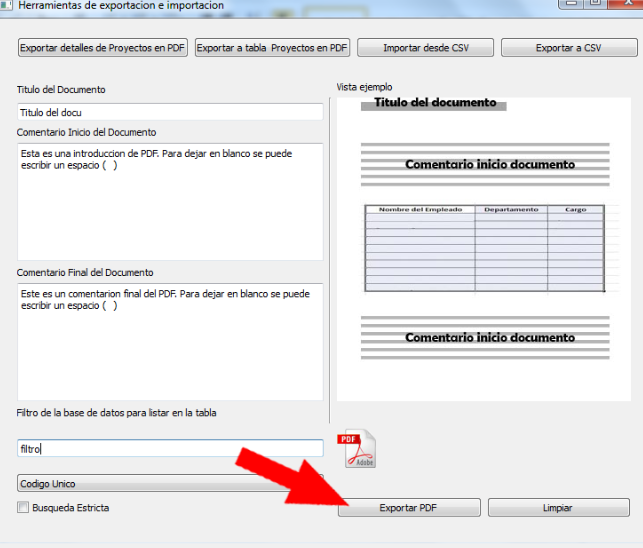 Herramientas de exportacion e importacion
Exportar detalles de Proyectos en PDF
Exportar a tabla Proyectos en PDF
Importar desde CSV
Exportar a CSV
Titulo del Documento
Vista ejemplo
Titulo del docu
Titulo del documento
Comentario Inicio del Documento
Esta es una introduccion de PDF. Para dejar en blanco se puede
escribir un espacio ( )
Comentario inicio documento
Nombre del Empleado
Departamento
Cargo
Comentario Final del Documento
Este es un comentarion final del PDF. Para dejar en blanco se puede
escribir un espacio ( )
Comentario inicio documento
Filtro de la base de datos para listar en la tabla
filtro
PDF
Adobe
Codigo Unico
Busqueda Estricta
Exportar PDF
Limpiar